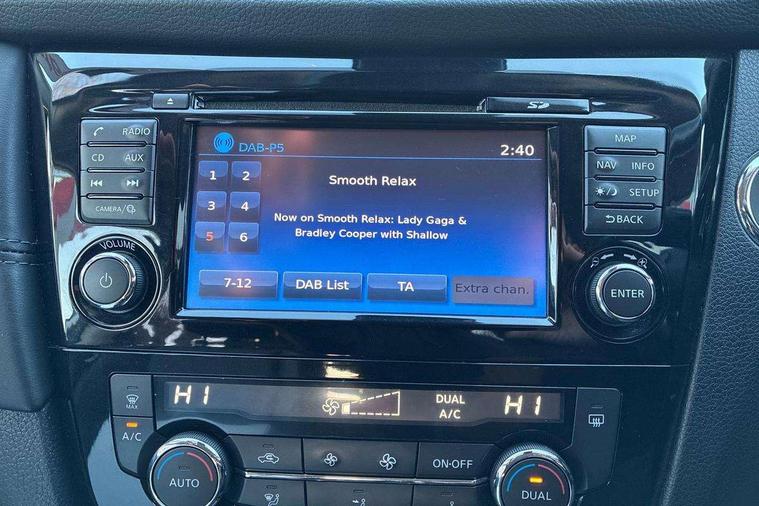 SD
RADIO
CD AUX
CAMERA/
VOLUME
DAB-P5
2:40
Smooth Relax
Now on Smooth Relax: Lady Gaga &
Bradley Cooper with Shallow
1 2
3 4
5 6
7-12
DAB List
TA
Extra chan.
MAP
NAV INFO
SETUP
BACK
ENTER
MAX
A/C
HI
DUAL
A/C
HI
AUTO
ON·OFF
DUAL